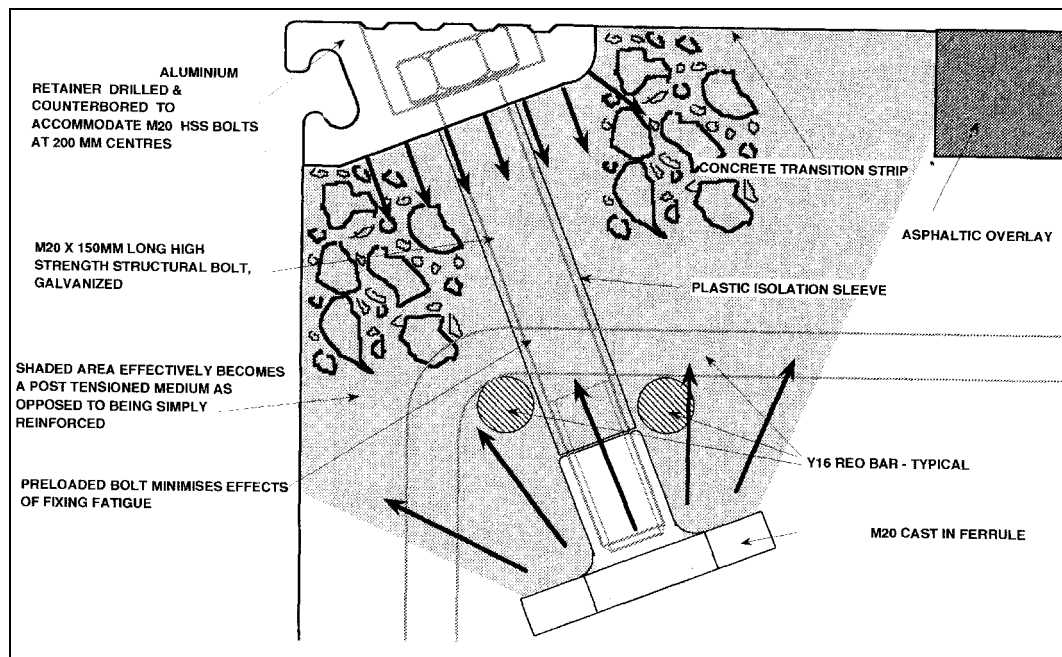 ALUMINIUM
RETAINER DRILLED &
COUNTERBORED TO
ACCOMMODATE M20 HSS BOLTS
AT 200 MM CENTRES
M20 X 150MM LONG HIGH
STRENGTH STRUCTURAL BOLT,
GALVANIZED
SHADED AREA EFFECTIVELY BECOMES
A POST TENSIONED MEDIUM AS
OPPOSED TO BEING SIMPLY
REINFORCED
PRELOADED BOLT MINIMISES EFFECTS
OF FIXING FATIGUE
CONCRETE TRANSITION STRIP
ASPHALTIC OVERLAY
PLASTIC ISOLATION SLEEVE
Y16 REO BAR - TYPICAL
M20 CAST IN FERRULE